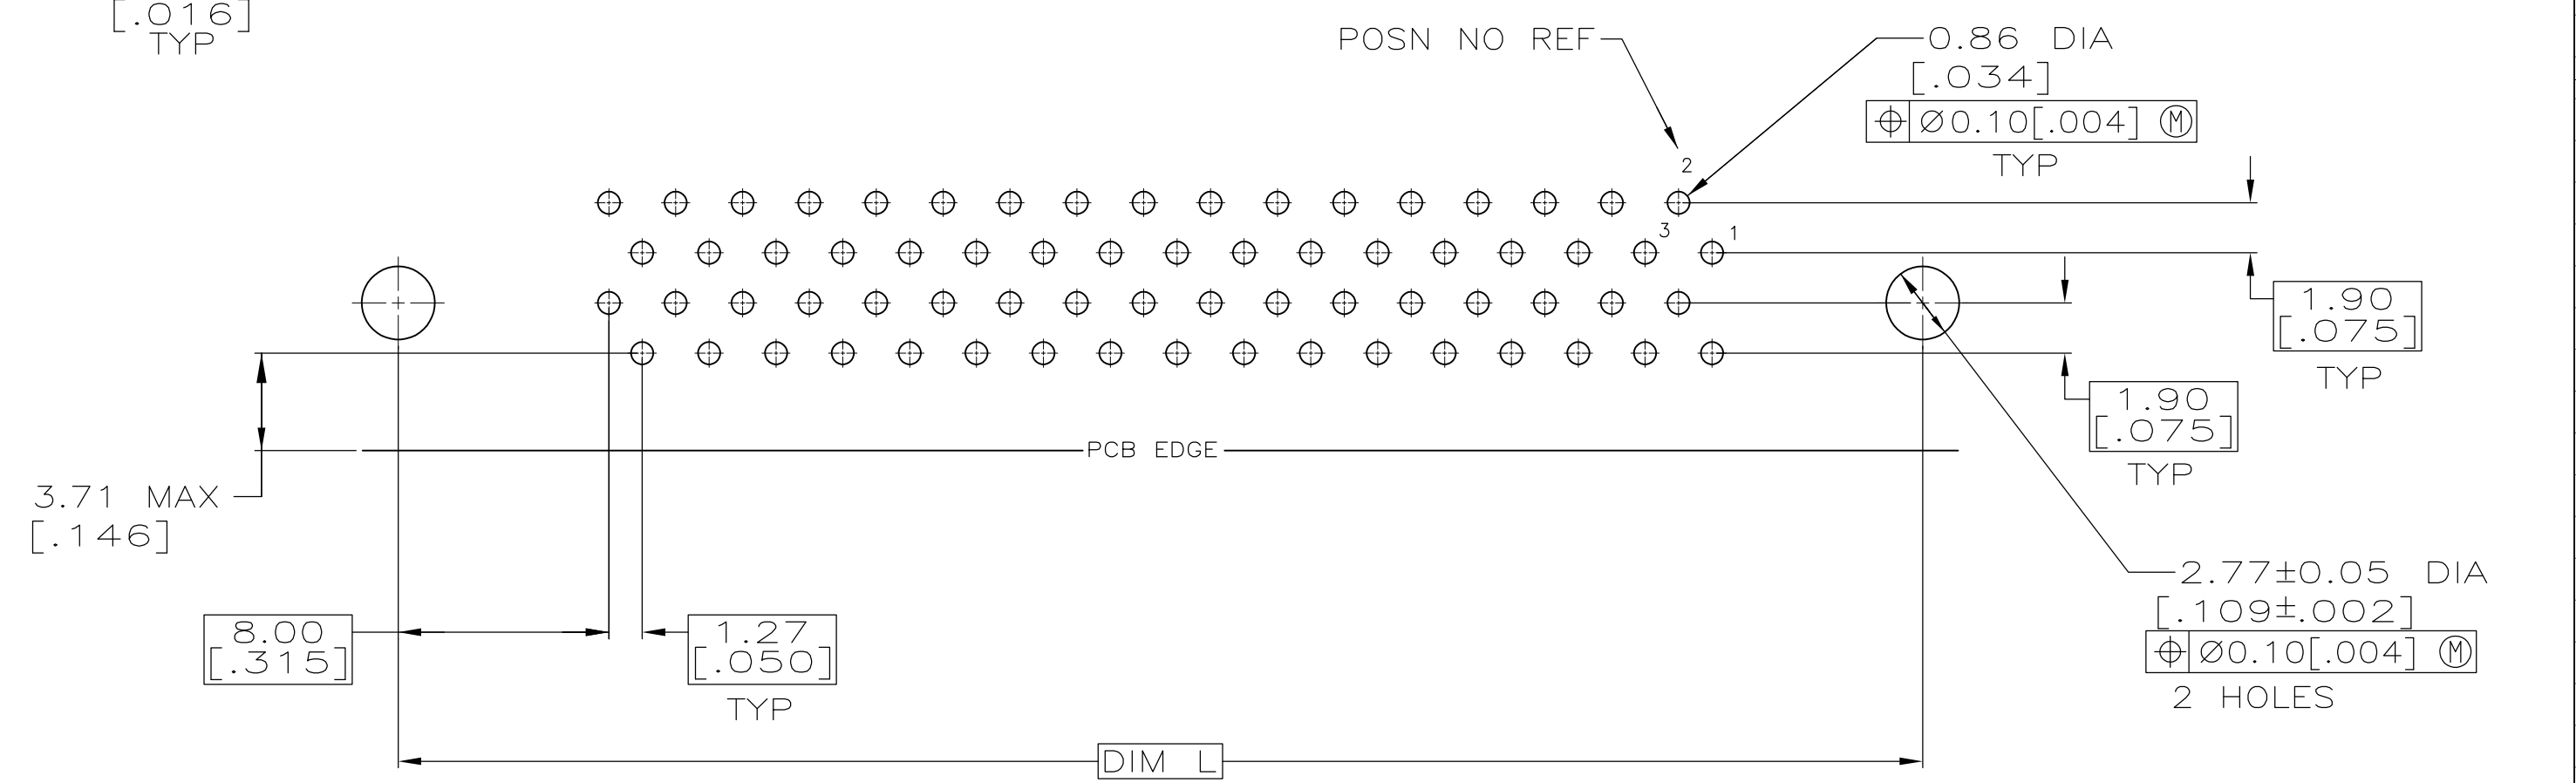 [.016]
TYP
POSN NO REF
0.86 DIA
[.034]
⌖ Ø0.10[.004] Ⓜ
TYP
2
3
1
1.90
[.075]
TYP
1.90
[.075]
TYP
PCB EDGE
3.71 MAX
[.146]
2.77±0.05 DIA
[.109±.002]
⌖ Ø0.10[.004] Ⓜ
2 HOLES
8.00
[.315]
1.27
[.050]
TYP
DIM L